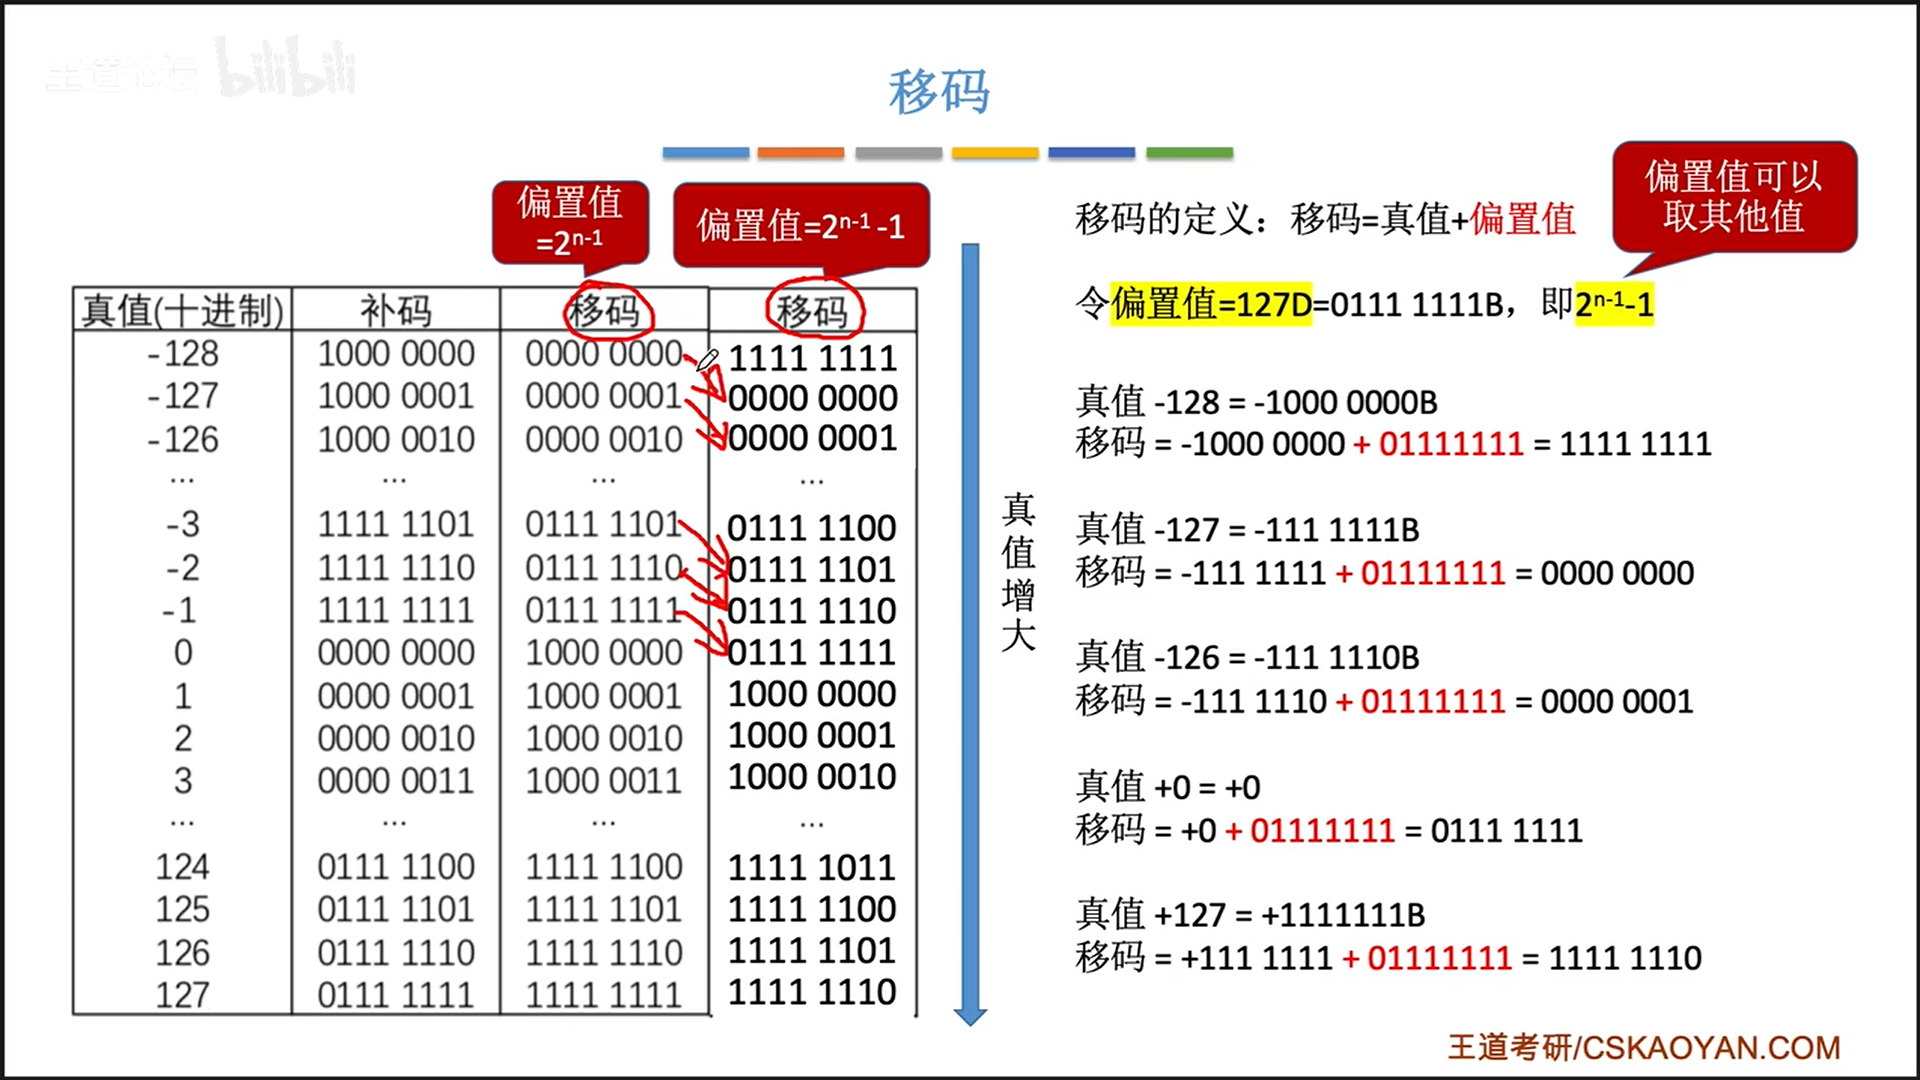 王道论坛 bilibili
移码
偏置值
=2ⁿ⁻¹
偏置值=2ⁿ⁻¹ -1
偏置值可以
取其他值
真值(十进制) 补码 移码 移码
-128 1000 0000 0000 0000 1111 1111
-127 1000 0001 0000 0001 0000 0000
-126 1000 0010 0000 0010 0000 0001
... ... ... ...
-3 1111 1101 0111 1101 0111 1100
-2 1111 1110 0111 1110 0111 1101
-1 1111 1111 0111 1111 0111 1110
0 0000 0000 1000 0000 0111 1111
1 0000 0001 1000 0001 1000 0000
2 0000 0010 1000 0010 1000 0001
3 0000 0011 1000 0011 1000 0010
... ... ... ...
124 0111 1100 1111 1100 1111 1011
125 0111 1101 1111 1101 1111 1100
126 0111 1110 1111 1110 1111 1101
127 0111 1111 1111 1111 1111 1110
真
值
增
大
移码的定义：移码=真值+偏置值
令偏置值=127D=0111 1111B，即2ⁿ⁻¹-1
真值 -128 = -1000 0000B
移码 = -1000 0000 + 01111111 = 1111 1111
真值 -127 = -111 1111B
移码 = -111 1111 + 01111111 = 0000 0000
真值 -126 = -111 1110B
移码 = -111 1110 + 01111111 = 0000 0001
真值 +0 = +0
移码 = +0 + 01111111 = 0111 1111
真值 +127 = +1111111B
移码 = +111 1111 + 01111111 = 1111 1110
王道考研/CSKAOYAN.COM